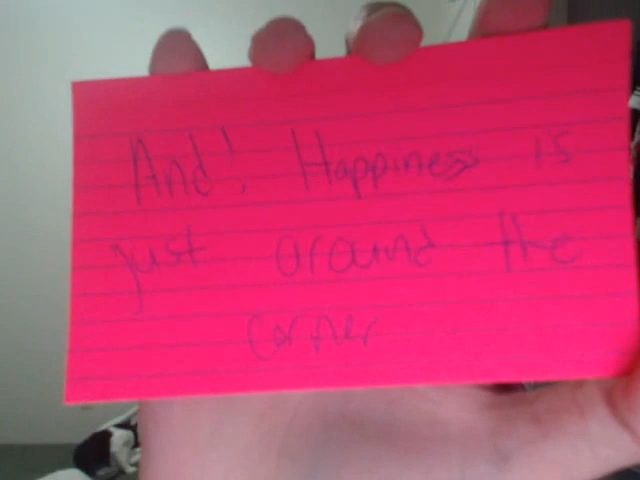 And! Happiness is
just around the
corner